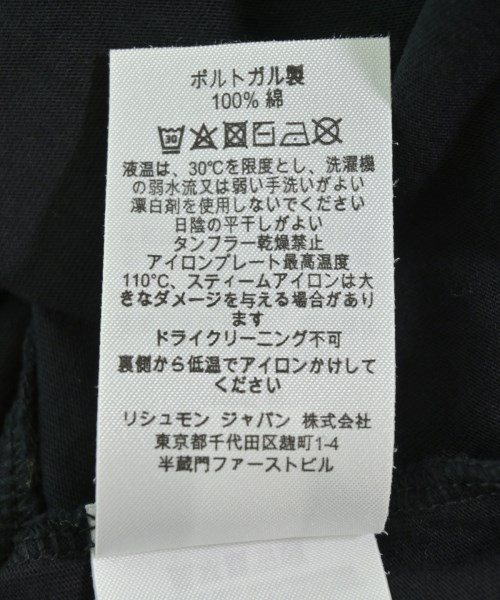 ポルトガル製
100% 綿
30
液温は、30℃を限度とし、洗濯機
の弱水流又は弱い手洗いがよい
漂白剤を使用しないでください
日陰の平干しがよい
タンブラー乾燥禁止
アイロンプレート最高温度
110℃、スティームアイロンは大
きなダメージを与える場合があり
ます
ドライクリーニング不可
裏側から低温でアイロンかけして
ください
リシュモン ジャパン 株式会社
東京都千代田区麹町1-4
半蔵門ファーストビル